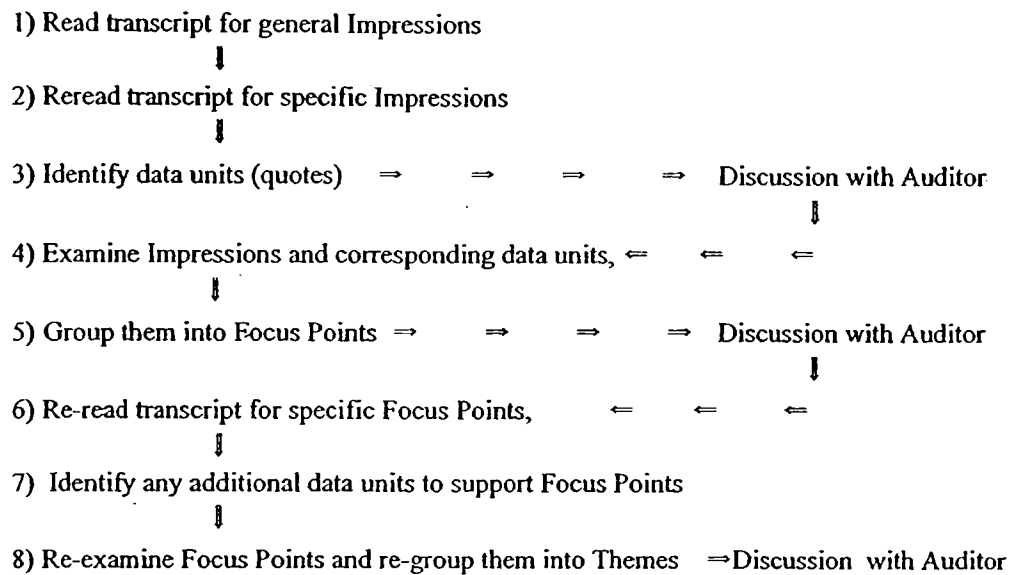 1) Read transcript for general Impressions
⇓
2) Reread transcript for specific Impressions
⇓
3) Identify data units (quotes) ⇒ ⇒ ⇒ ⇒ Discussion with Auditor
⇓
4) Examine Impressions and corresponding data units, ⇐ ⇐ ⇐
⇓
5) Group them into Focus Points ⇒ ⇒ ⇒ ⇒ Discussion with Auditor
⇓
6) Re-read transcript for specific Focus Points, ⇐ ⇐ ⇐
⇓
7) Identify any additional data units to support Focus Points
⇓
8) Re-examine Focus Points and re-group them into Themes ⇒Discussion with Auditor